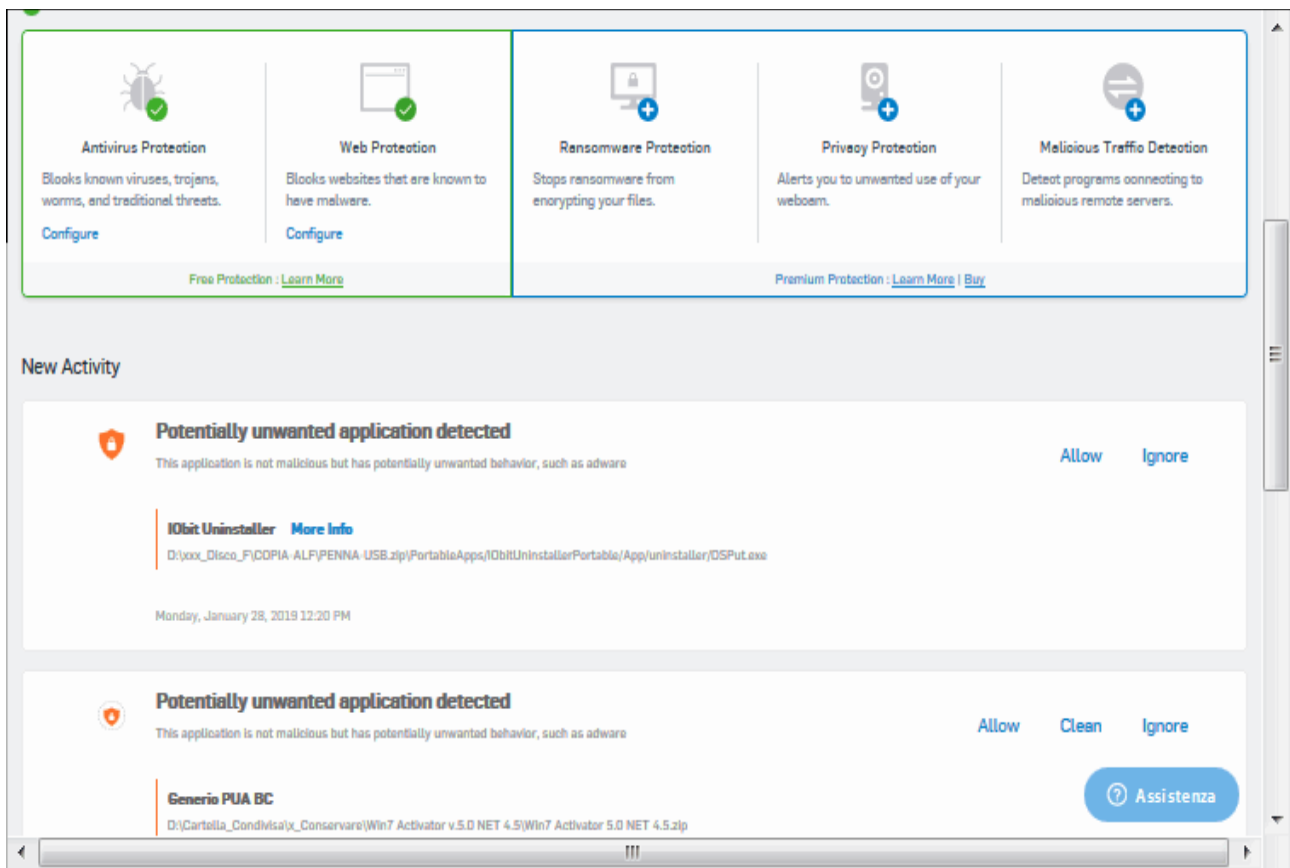 Antivirus Protection
Blocks known viruses, trojans,
worms, and traditional threats.
Configure
Web Protection
Blocks websites that are known to
have malware.
Configure
Free Protection : Learn More
Ransomware Protection
Stops ransomware from
encrypting your files.
Privacy Protection
Alerts you to unwanted use of your
webcam.
Malicious Traffic Detection
Detect programs connecting to
malicious remote servers.
Premium Protection : Learn More | Buy
New Activity
Potentially unwanted application detected
This application is not malicious but has potentially unwanted behavior, such as adware
Allow Ignore
IObit Uninstaller More Info
D:\xxx_Disco_F\COPIA-ALF\PENNA-USB.zip\PortableApps/IObitUninstallerPortable/App/uninstaller/DSPut.exe
Monday, January 28, 2019 12:20 PM
Potentially unwanted application detected
This application is not malicious but has potentially unwanted behavior, such as adware
Allow Clean Ignore
Generic PUA BC
D:\Cartella_Condivisa\x_Conservare\Win7 Activator v.5.0 NET 4.5\Win7 Activator 5.0 NET 4.5.zip
Assistenza